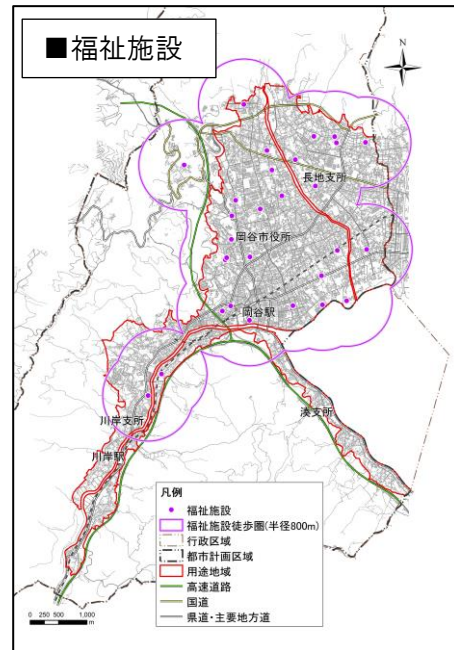 ■福祉施設
N
長地支所
岡谷市役所
岡谷駅
川岸支所
湊支所
川岸駅
凡例
福祉施設
福祉施設徒歩圏(半径800m)
行政区域
都市計画区域
用途地域
高速道路
国道
県道・主要地方道
0 250 500 1,000
m